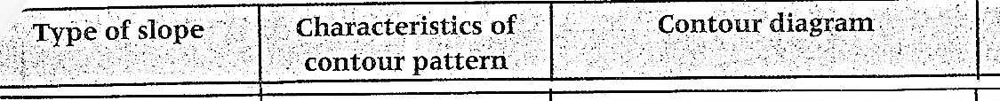 Type of slope
Characteristics of
contour pattern
Contour diagram